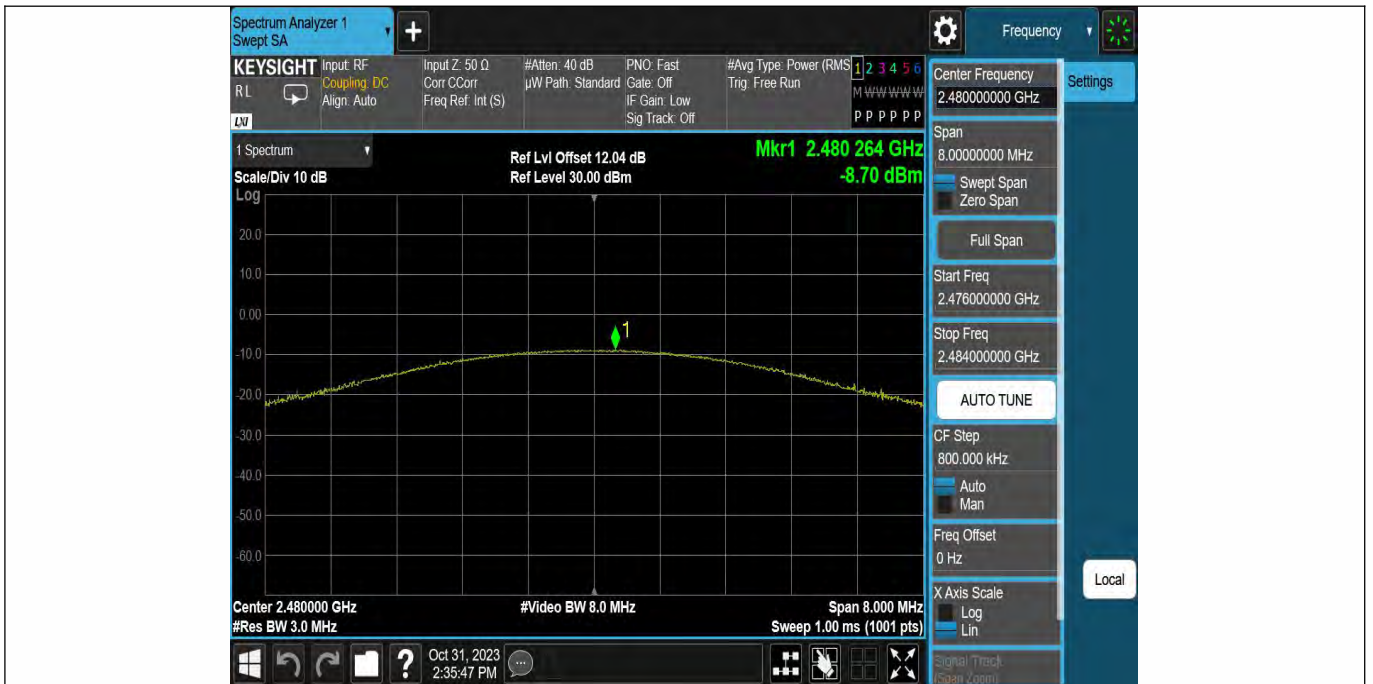 Spectrum Analyzer 1
Swept SA
+
Frequency
KEYSIGHT
RL
LXI
Input: RF
Coupling: DC
Align: Auto
Input Z: 50 Ω
Corr CCorr
Freq Ref: Int (S)
#Atten: 40 dB
µW Path: Standard
PNO: Fast
Gate: Off
IF Gain: Low
Sig Track: Off
#Avg Type: Power (RMS
Trig: Free Run
1 2 3 4 5 6
M W W W W W
P P P P P P
1 Spectrum
Scale/Div 10 dB
Log
Ref Lvl Offset 12.04 dB
Ref Level 30.00 dBm
Mkr1 2.480 264 GHz
-8.70 dBm
20.0
10.0
0.00
-10.0
-20.0
-30.0
-40.0
-50.0
-60.0
1
Center 2.480000 GHz
#Res BW 3.0 MHz
#Video BW 8.0 MHz
Span 8.000 MHz
Sweep 1.00 ms (1001 pts)
Center Frequency
2.480000000 GHz
Span
8.00000000 MHz
Swept Span
Zero Span
Full Span
Start Freq
2.476000000 GHz
Stop Freq
2.484000000 GHz
AUTO TUNE
CF Step
800.000 kHz
Auto
Man
Freq Offset
0 Hz
X Axis Scale
Log
Lin
Signal Track
(Span Zoom)
Settings
Local
?
Oct 31, 2023
2:35:47 PM